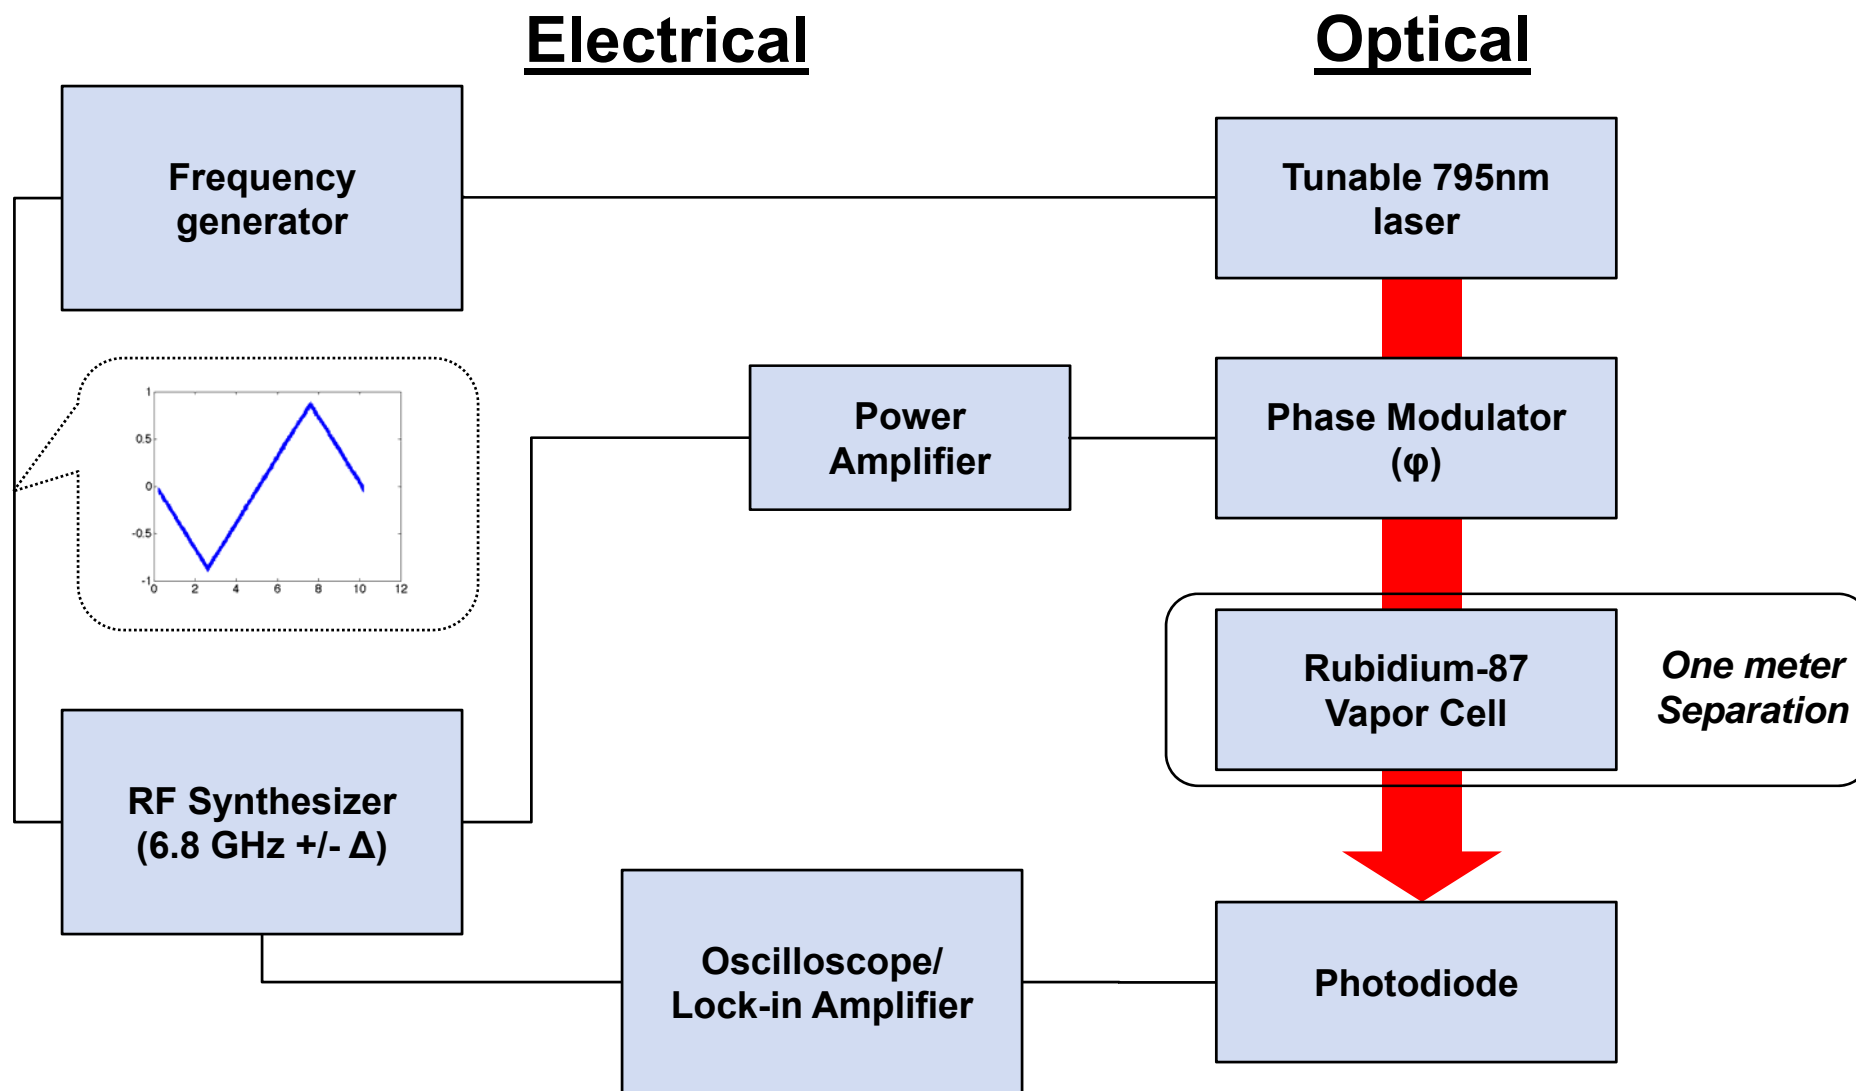 Electrical
Optical
Frequency
generator
Tunable 795nm
laser
1
0.5
0
-0.5
-1
0 2 4 6 8 10 12
Power
Amplifier
Phase Modulator
(φ)
Rubidium-87
Vapor Cell
One meter
Separation
RF Synthesizer
(6.8 GHz +/- Δ)
Oscilloscope/
Lock-in Amplifier
Photodiode